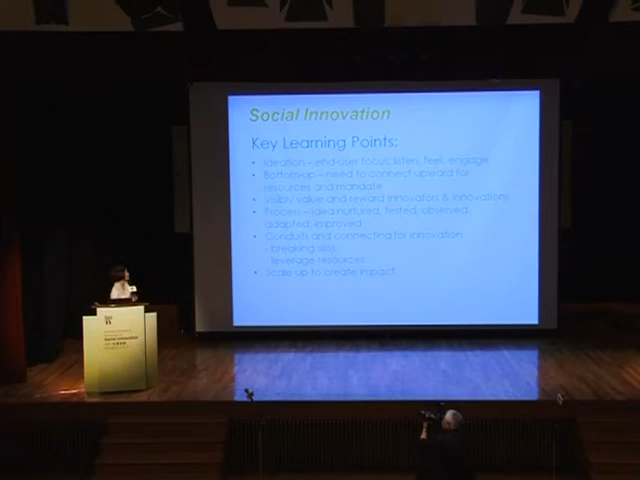 Social Innovation
Key Learning Points:
• Ideation – end-user focus, listen, feel, engage
• Bottom-up – need to connect upward for
resources and mandate
• Visibly value and reward innovators & innovations
• Process – idea nurtured, tested, observed,
adapted, improved
• Conduits and connecting for innovation
- breaking silos
- leverage resources
• Scale up to create impact
Social Innovation